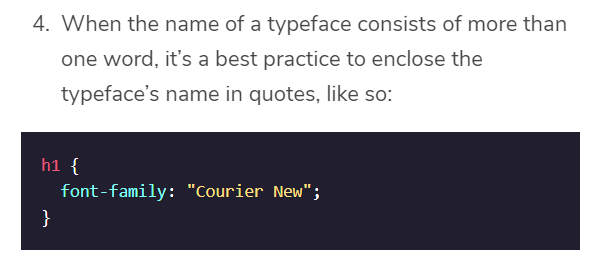 4. When the name of a typeface consists of more than
one word, it’s a best practice to enclose the
typeface’s name in quotes, like so:
h1 {
  font-family: "Courier New";
}